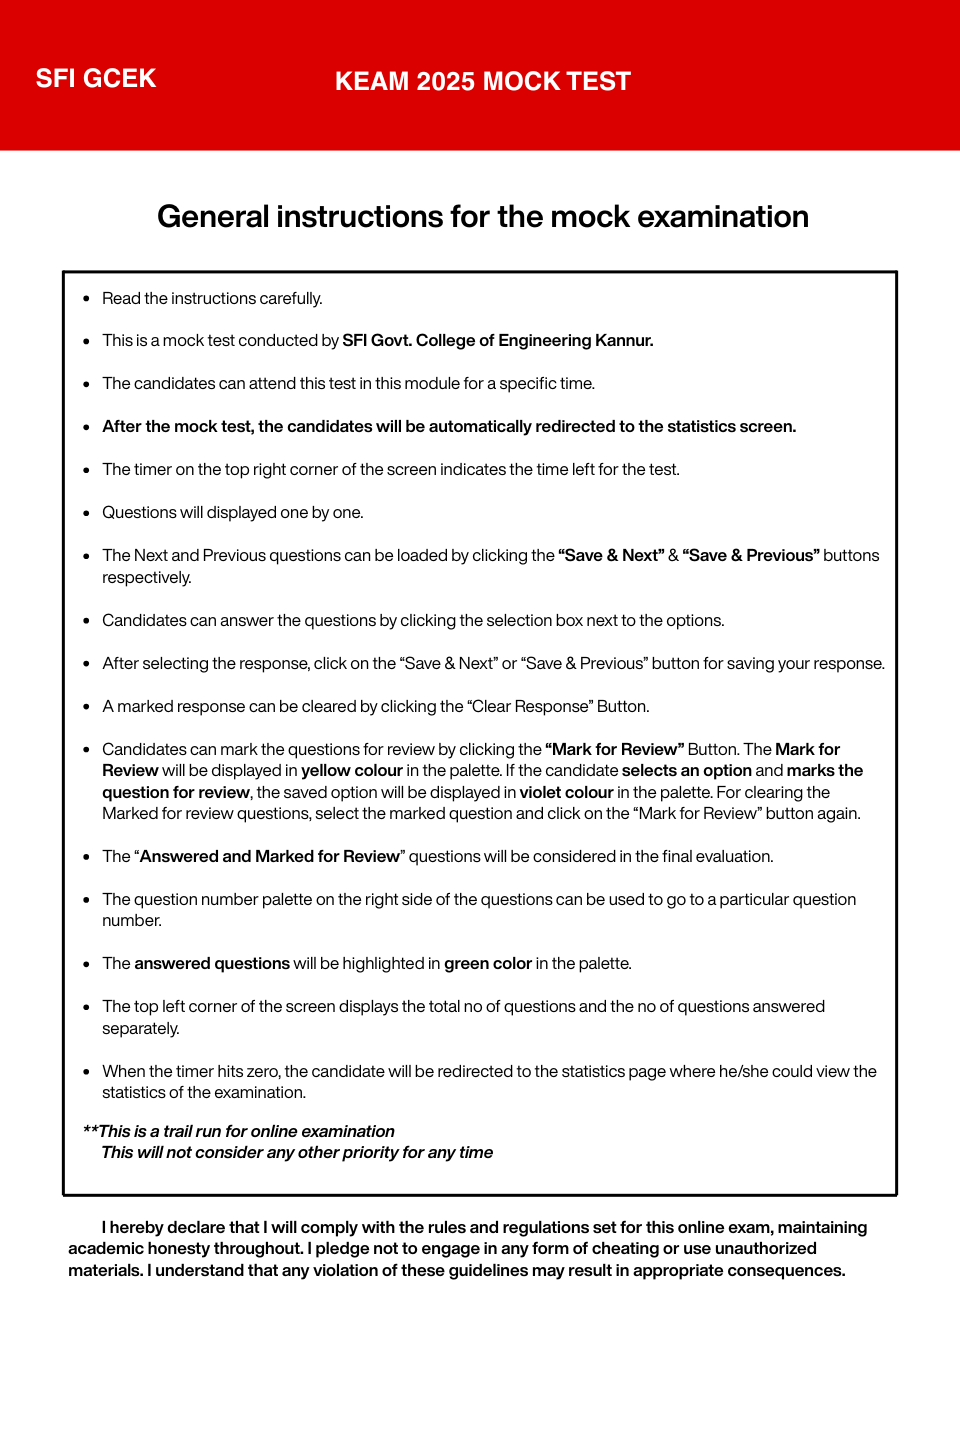 SFI GCEK
KEAM 2025 MOCK TEST
General instructions for the mock examination
• Read the instructions carefully.
• This is a mock test conducted by SFI Govt. College of Engineering Kannur.
• The candidates can attend this test in this module for a specific time.
• After the mock test, the candidates will be automatically redirected to the statistics screen.
• The timer on the top right corner of the screen indicates the time left for the test.
• Questions will displayed one by one.
• The Next and Previous questions can be loaded by clicking the “Save & Next” & “Save & Previous” buttons
respectively.
• Candidates can answer the questions by clicking the selection box next to the options.
• After selecting the response, click on the “Save & Next” or “Save & Previous” button for saving your response.
• A marked response can be cleared by clicking the “Clear Response” Button.
• Candidates can mark the questions for review by clicking the “Mark for Review” Button. The Mark for
Review will be displayed in yellow colour in the palette. If the candidate selects an option and marks the
question for review, the saved option will be displayed in violet colour in the palette. For clearing the
Marked for review questions, select the marked question and click on the “Mark for Review” button again.
• The “Answered and Marked for Review” questions will be considered in the final evaluation.
• The question number palette on the right side of the questions can be used to go to a particular question
number.
• The answered questions will be highlighted in green color in the palette.
• The top left corner of the screen displays the total no of questions and the no of questions answered
separately.
• When the timer hits zero, the candidate will be redirected to the statistics page where he/she could view the
statistics of the examination.
**This is a trail run for online examination
This will not consider any other priority for any time
I hereby declare that I will comply with the rules and regulations set for this online exam, maintaining
academic honesty throughout. I pledge not to engage in any form of cheating or use unauthorized
materials. I understand that any violation of these guidelines may result in appropriate consequences.